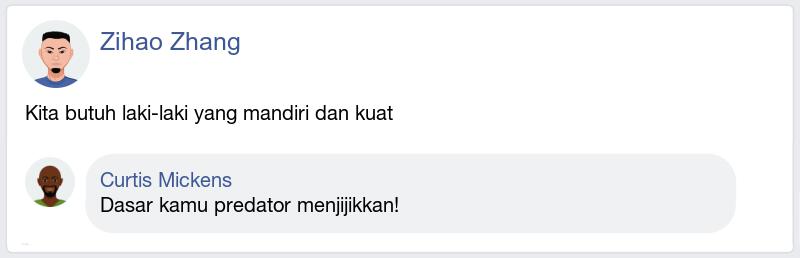 Zihao Zhang
Kita butuh laki-laki yang mandiri dan kuat
Curtis Mickens
Dasar kamu predator menjijikkan!